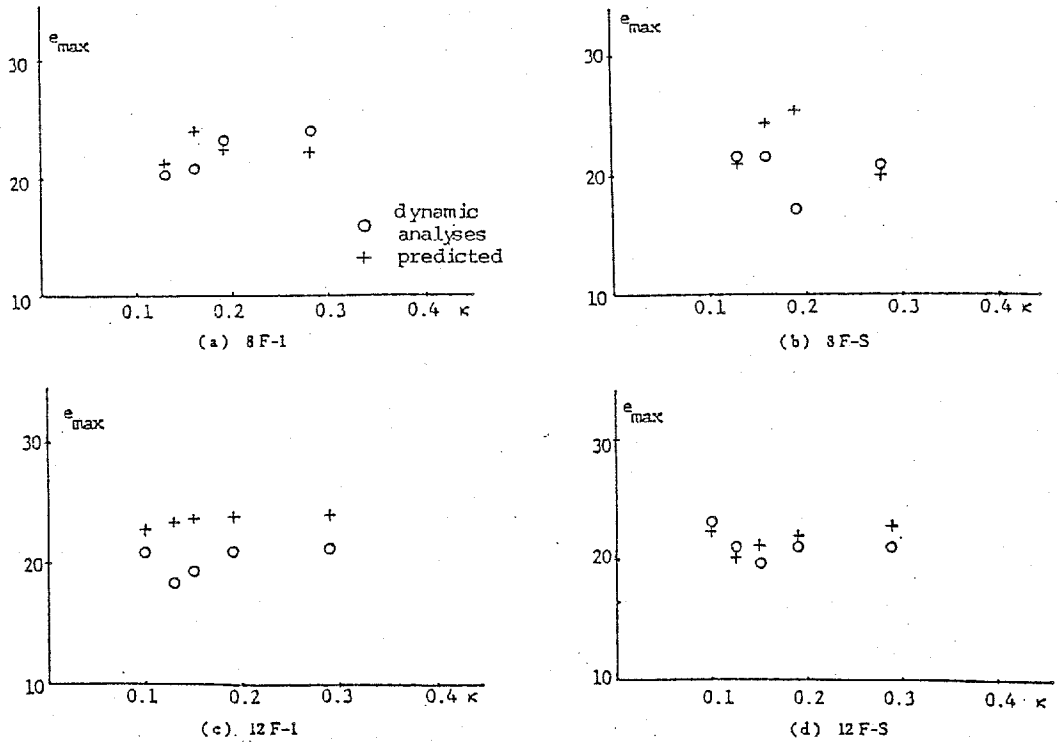 e_max
30
20
10
0.1 0.2 0.3 0.4 κ
o dynamic
analyses
+ predicted
(a) 8F-1
e_max
30
20
10
0.1 0.2 0.3 0.4 κ
(b) 8F-S
e_max
30
20
10
0.1 0.2 0.3 0.4 κ
(c). 12F-1
e_max
30
20
10
0.1 0.2 0.3 0.4 κ
(d) 12F-S